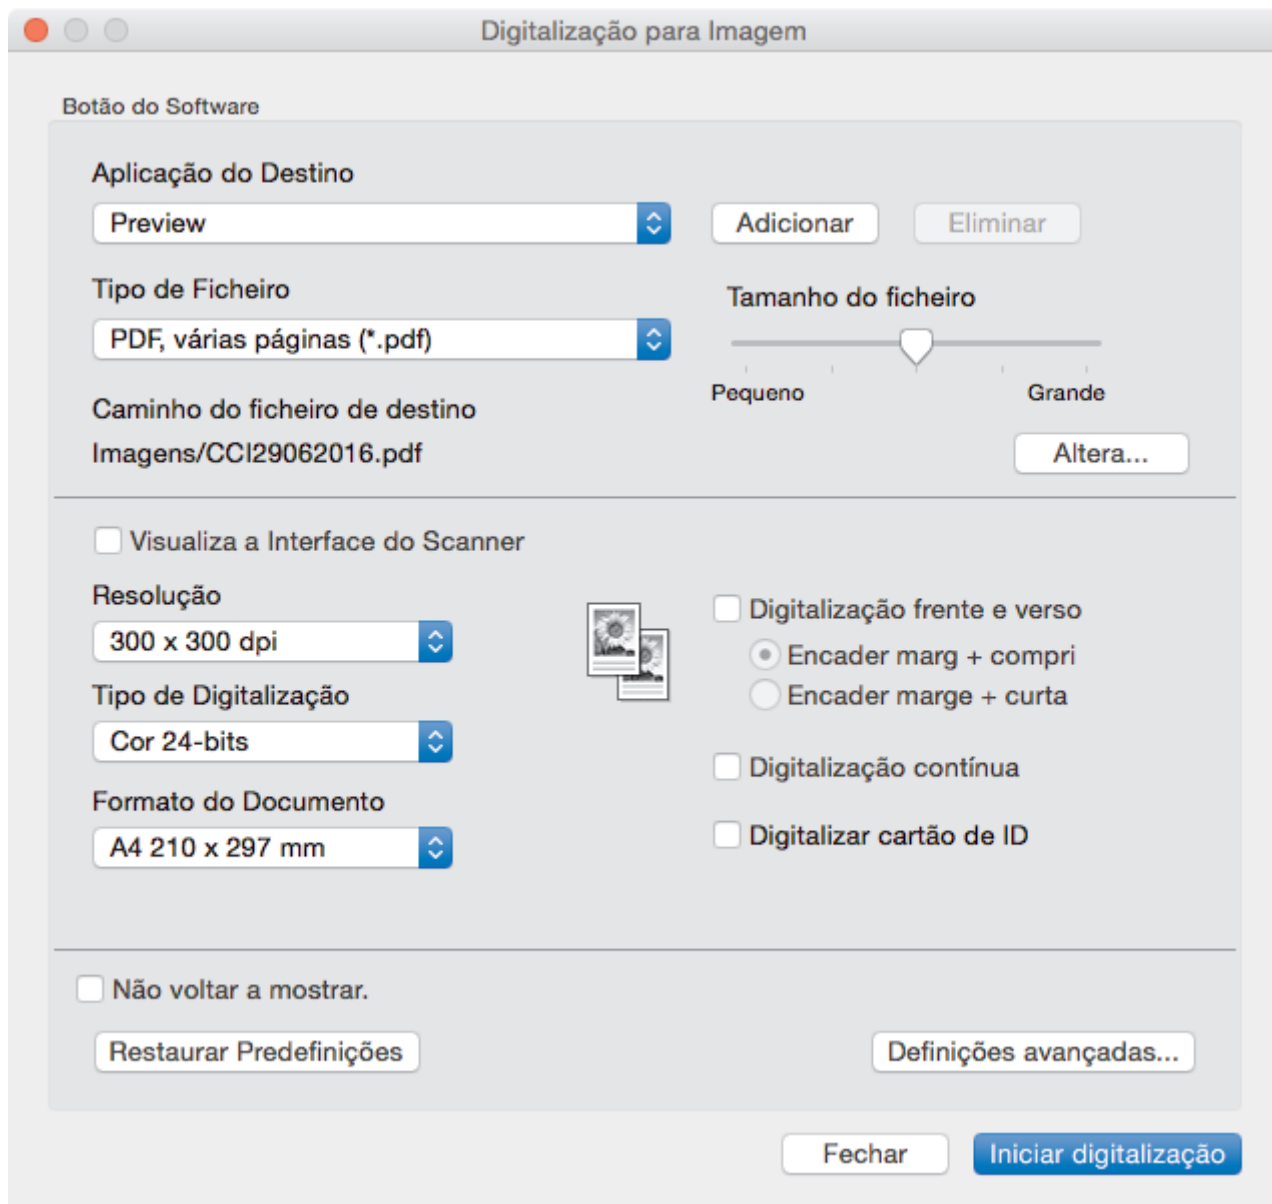 Digitalização para Imagem
Botão do Software
Aplicação do Destino
Preview
Adicionar
Eliminar
Tipo de Ficheiro
Tamanho do ficheiro
PDF, várias páginas (*.pdf)
Pequeno
Grande
Caminho do ficheiro de destino
Imagens/CCI29062016.pdf
Altera...
Visualiza a Interface do Scanner
Resolução
300 x 300 dpi
Tipo de Digitalização
Cor 24-bits
Formato do Documento
A4 210 x 297 mm
Digitalização frente e verso
Encader marg + compri
Encader marge + curta
Digitalização contínua
Digitalizar cartão de ID
Não voltar a mostrar.
Restaurar Predefinições
Definições avançadas...
Fechar
Iniciar digitalização